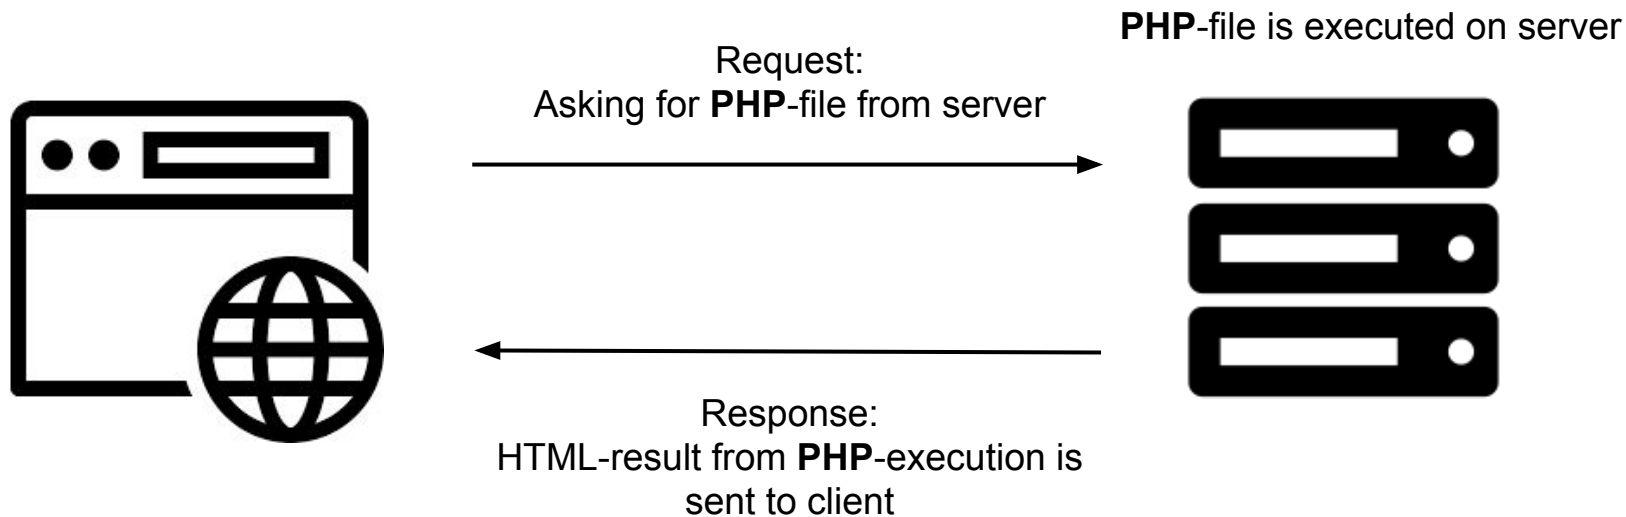 PHP-file is executed on server
Request:
Asking for PHP-file from server
Response:
HTML-result from PHP-execution is
sent to client